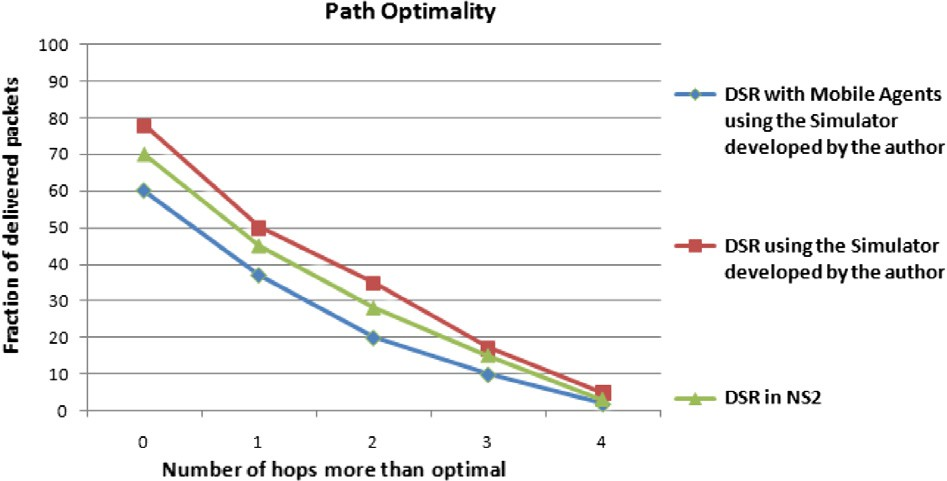 Path Optimality
Fraction of delivered packets
100
90
80
70
60
50
40
30
20
10
0
0 1 2 3 4
Number of hops more than optimal
DSR with Mobile Agents
using the Simulator
developed by the author
DSR using the Simulator
developed by the author
DSR in NS2